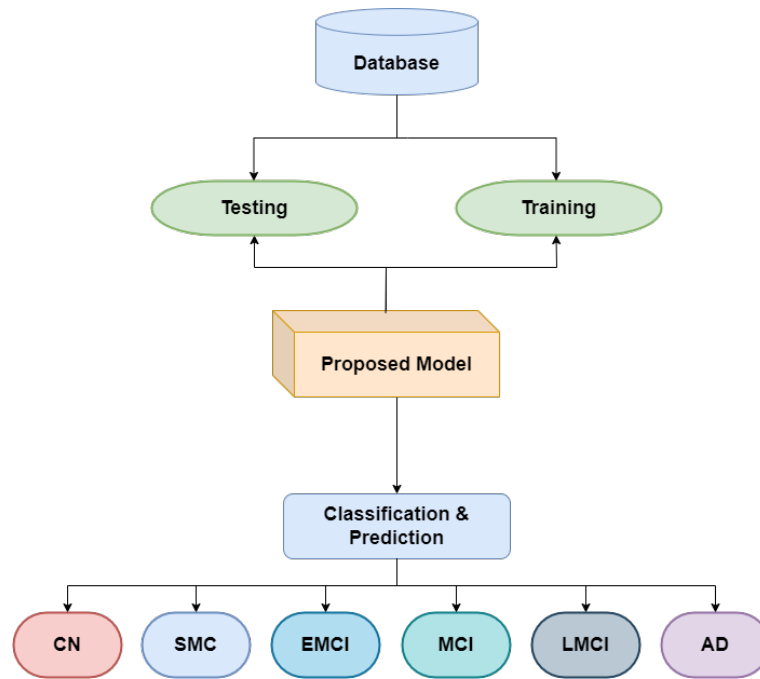 Database
Testing
Training
Proposed Model
Classification &
Prediction
CN
SMC
EMCI
MCI
LMCI
AD